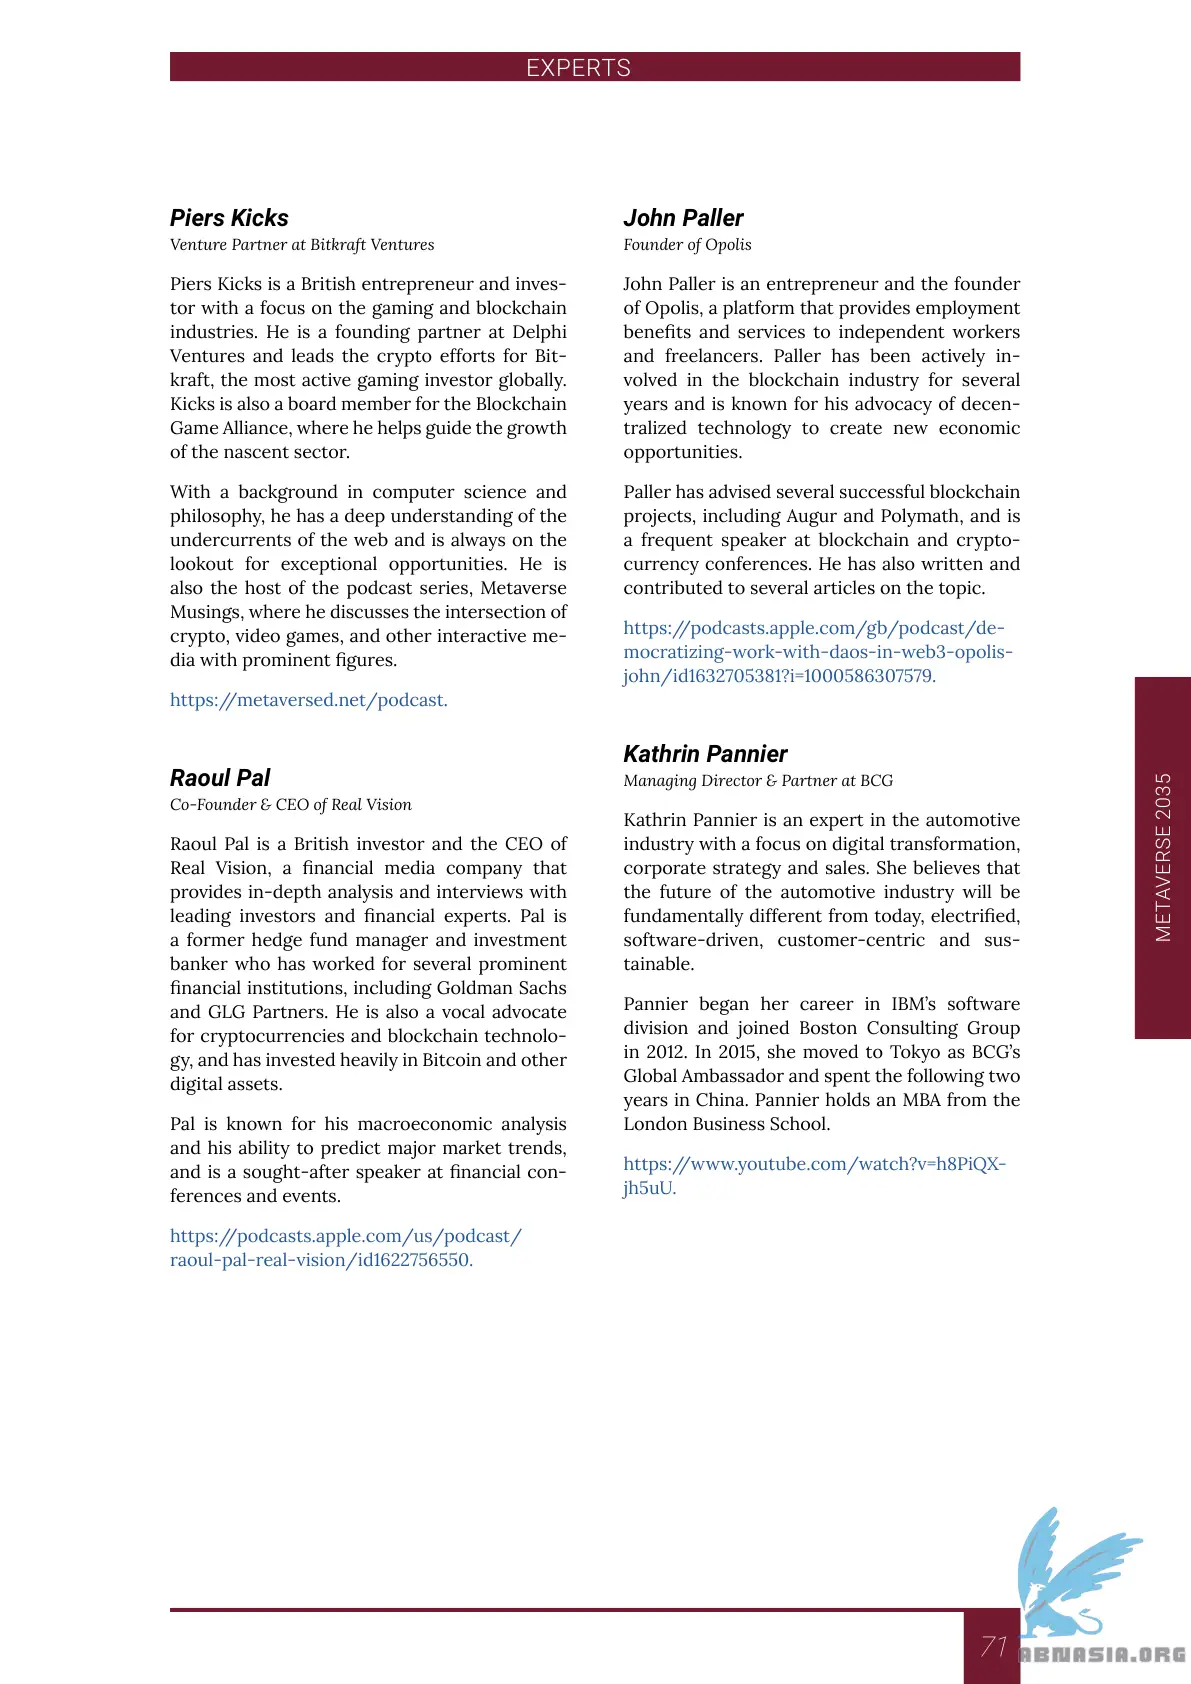 EXPERTS
Piers Kicks
Venture Partner at Bitkraft Ventures
Piers Kicks is a British entrepreneur and inves-
tor with a focus on the gaming and blockchain
industries. He is a founding partner at Delphi
Ventures and leads the crypto efforts for Bit-
kraft, the most active gaming investor globally.
Kicks is also a board member for the Blockchain
Game Alliance, where he helps guide the growth
of the nascent sector.
With a background in computer science and
philosophy, he has a deep understanding of the
undercurrents of the web and is always on the
lookout for exceptional opportunities. He is
also the host of the podcast series, Metaverse
Musings, where he discusses the intersection of
crypto, video games, and other interactive me-
dia with prominent figures.
https://metaversed.net/podcast.
Raoul Pal
Co-Founder & CEO of Real Vision
Raoul Pal is a British investor and the CEO of
Real Vision, a financial media company that
provides in-depth analysis and interviews with
leading investors and financial experts. Pal is
a former hedge fund manager and investment
banker who has worked for several prominent
financial institutions, including Goldman Sachs
and GLG Partners. He is also a vocal advocate
for cryptocurrencies and blockchain technolo-
gy, and has invested heavily in Bitcoin and other
digital assets.
Pal is known for his macroeconomic analysis
and his ability to predict major market trends,
and is a sought-after speaker at financial con-
ferences and events.
https://podcasts.apple.com/us/podcast/
raoul-pal-real-vision/id1622756550.
John Paller
Founder of Opolis
John Paller is an entrepreneur and the founder
of Opolis, a platform that provides employment
benefits and services to independent workers
and freelancers. Paller has been actively in-
volved in the blockchain industry for several
years and is known for his advocacy of decen-
tralized technology to create new economic
opportunities.
Paller has advised several successful blockchain
projects, including Augur and Polymath, and is
a frequent speaker at blockchain and crypto-
currency conferences. He has also written and
contributed to several articles on the topic.
https://podcasts.apple.com/gb/podcast/de-
mocratizing-work-with-daos-in-web3-opolis-
john/id1632705381?i=1000586307579.
Kathrin Pannier
Managing Director & Partner at BCG
Kathrin Pannier is an expert in the automotive
industry with a focus on digital transformation,
corporate strategy and sales. She believes that
the future of the automotive industry will be
fundamentally different from today, electrified,
software-driven, customer-centric and sus-
tainable.
Pannier began her career in IBM’s software
division and joined Boston Consulting Group
in 2012. In 2015, she moved to Tokyo as BCG’s
Global Ambassador and spent the following two
years in China. Pannier holds an MBA from the
London Business School.
https://www.youtube.com/watch?v=h8PiQX-
jh5uU.
METAVERSE 2035
71
ABNASIA.ORG